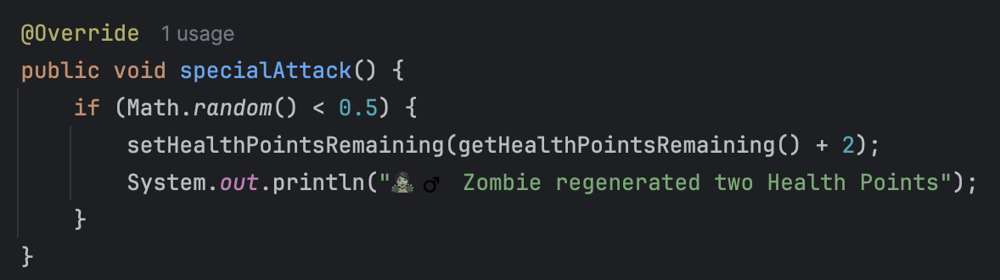 @Override 1 usage
public void specialAttack() {
if (Math.random() < 0.5) {
setHealthPointsRemaining(getHealthPointsRemaining() + 2);
System.out.println("🧟♂ Zombie regenerated two Health Points");
}
}